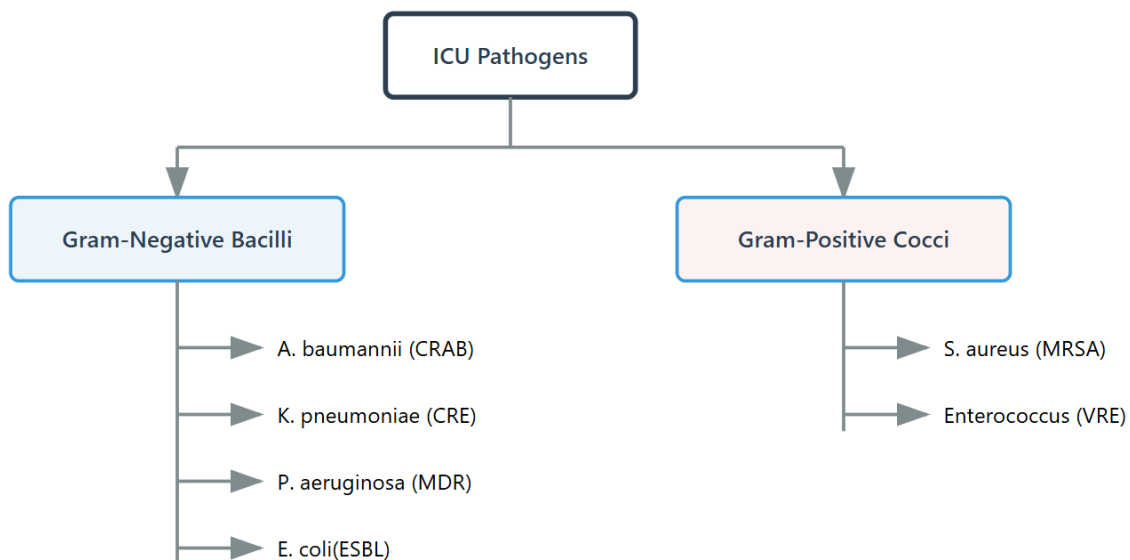 ICU Pathogens
Gram-Negative Bacilli
A. baumannii (CRAB)
K. pneumoniae (CRE)
P. aeruginosa (MDR)
E. coli(ESBL)
Gram-Positive Cocci
S. aureus (MRSA)
Enterococcus (VRE)